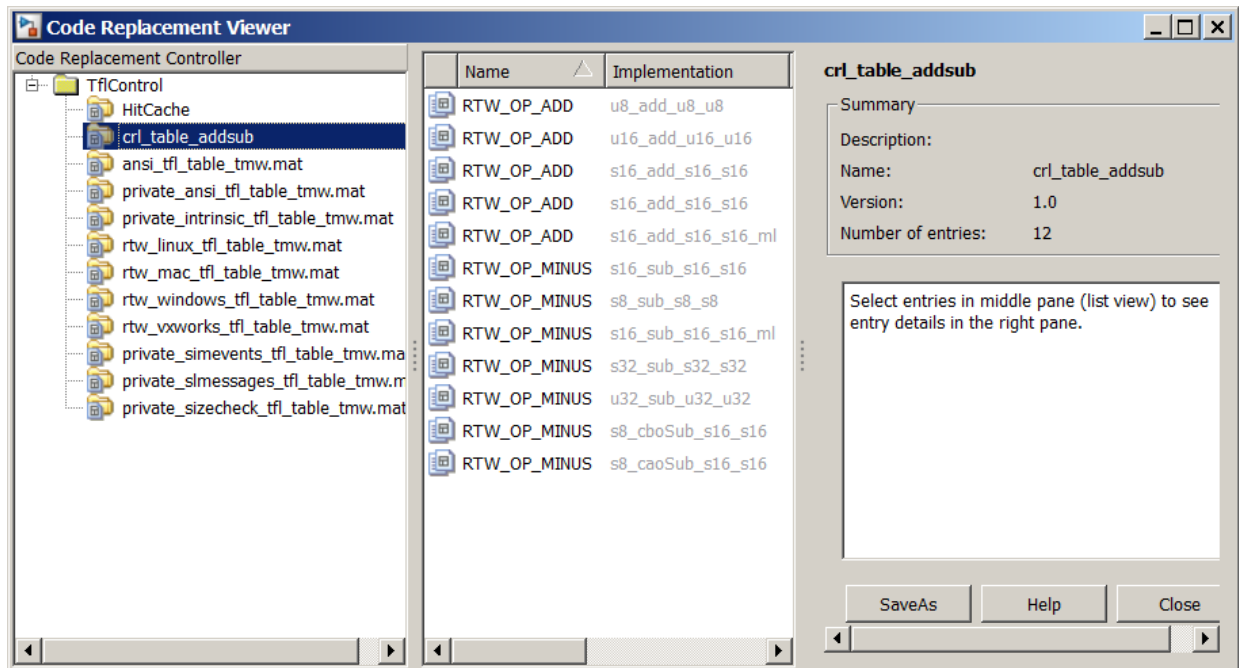 Code Replacement Viewer
Code Replacement Controller
TflControl
HitCache
crl_table_addsub
ansi_tfl_table_tmw.mat
private_ansi_tfl_table_tmw.mat
private_intrinsic_tfl_table_tmw.mat
rtw_linux_tfl_table_tmw.mat
rtw_mac_tfl_table_tmw.mat
rtw_windows_tfl_table_tmw.mat
rtw_vxworks_tfl_table_tmw.mat
private_simevents_tfl_table_tmw.ma
private_slmessages_tfl_table_tmw.m
private_sizecheck_tfl_table_tmw.mat
Name Implementation
RTW_OP_ADD u8_add_u8_u8
RTW_OP_ADD u16_add_u16_u16
RTW_OP_ADD s16_add_s16_s16
RTW_OP_ADD s16_add_s16_s16
RTW_OP_ADD s16_add_s16_s16_ml
RTW_OP_MINUS s16_sub_s16_s16
RTW_OP_MINUS s8_sub_s8_s8
RTW_OP_MINUS s16_sub_s16_s16_ml
RTW_OP_MINUS s32_sub_s32_s32
RTW_OP_MINUS u32_sub_u32_u32
RTW_OP_MINUS s8_cboSub_s16_s16
RTW_OP_MINUS s8_caoSub_s16_s16
crl_table_addsub
Summary
Description:
Name: crl_table_addsub
Version: 1.0
Number of entries: 12
Select entries in middle pane (list view) to see
entry details in the right pane.
SaveAs Help Close